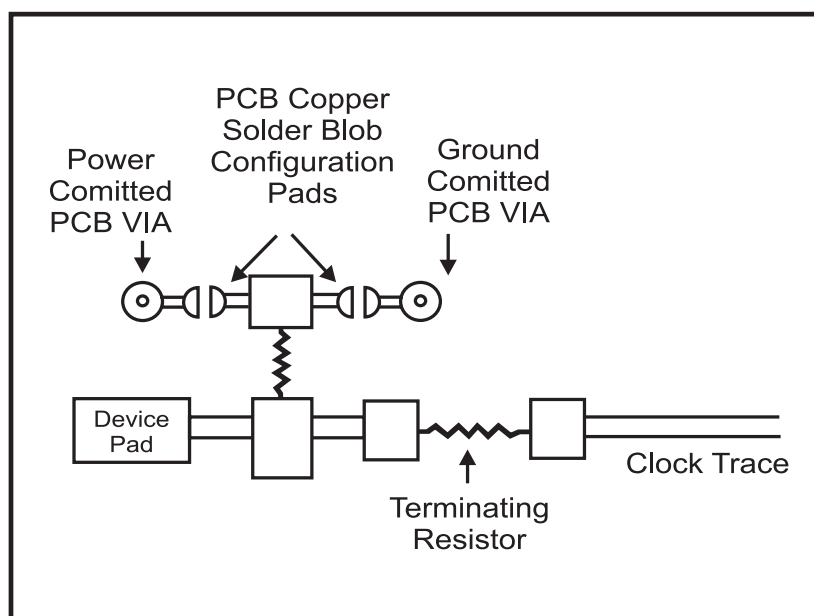 PCB Copper
Solder Blob
Configuration
Pads
Power
Comitted
PCB VIA
Ground
Comitted
PCB VIA
Device
Pad
Clock Trace
Terminating
Resistor